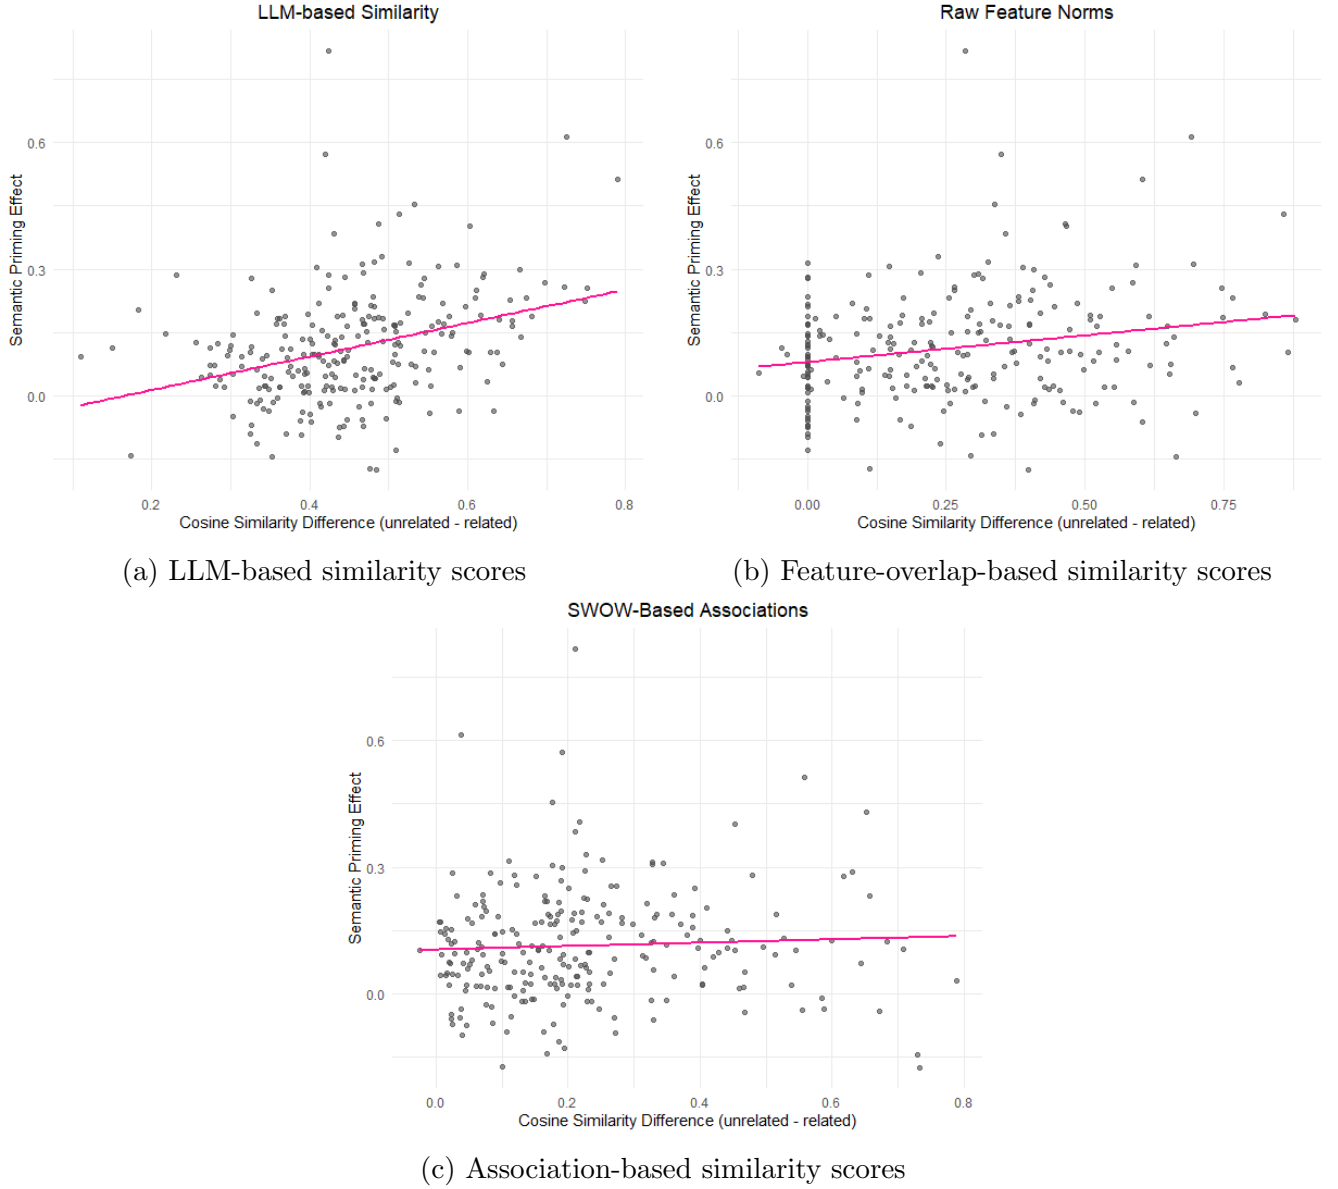 LLM-based Similarity
Semantic Priming Effect
0.6
0.3
0.0
0.2 0.4 0.6 0.8
Cosine Similarity Difference (unrelated - related)
(a) LLM-based similarity scores
Raw Feature Norms
Semantic Priming Effect
0.6
0.3
0.0
0.00 0.25 0.50 0.75
Cosine Similarity Difference (unrelated - related)
(b) Feature-overlap-based similarity scores
SWOW-Based Associations
Semantic Priming Effect
0.6
0.3
0.0
0.0 0.2 0.4 0.6 0.8
Cosine Similarity Difference (unrelated - related)
(c) Association-based similarity scores